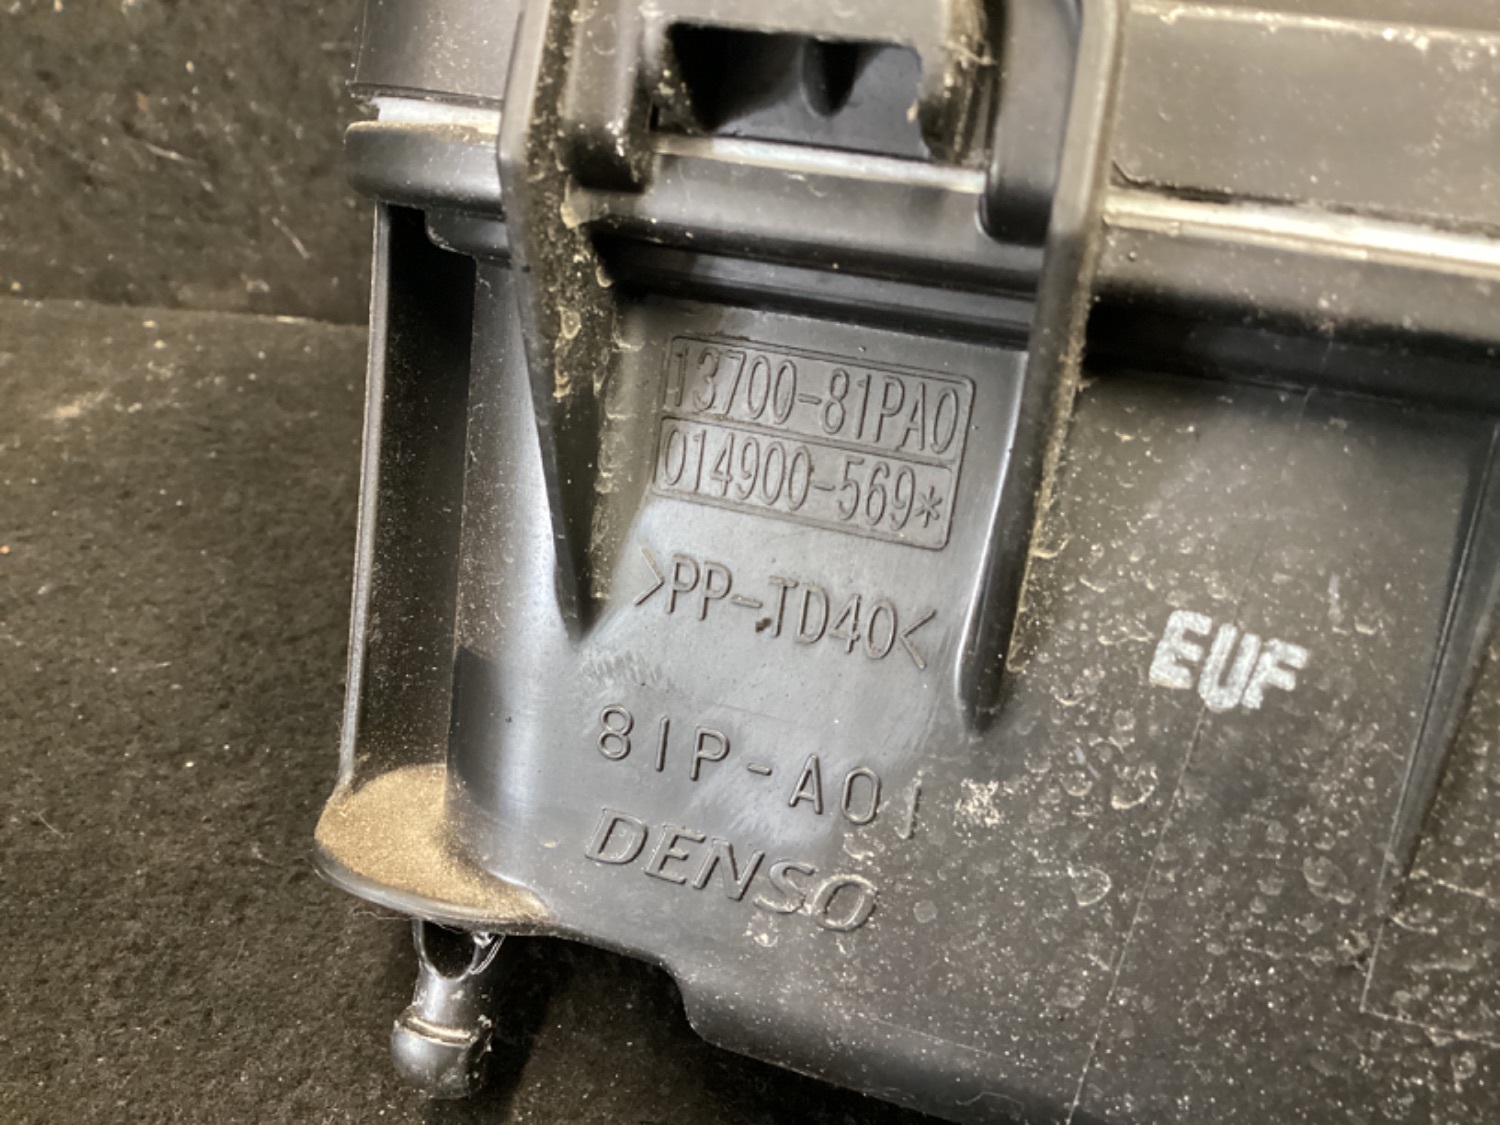 13700-81PA0
014900-569*
>PP-TD40<
EUF
81P-A01
DENSO